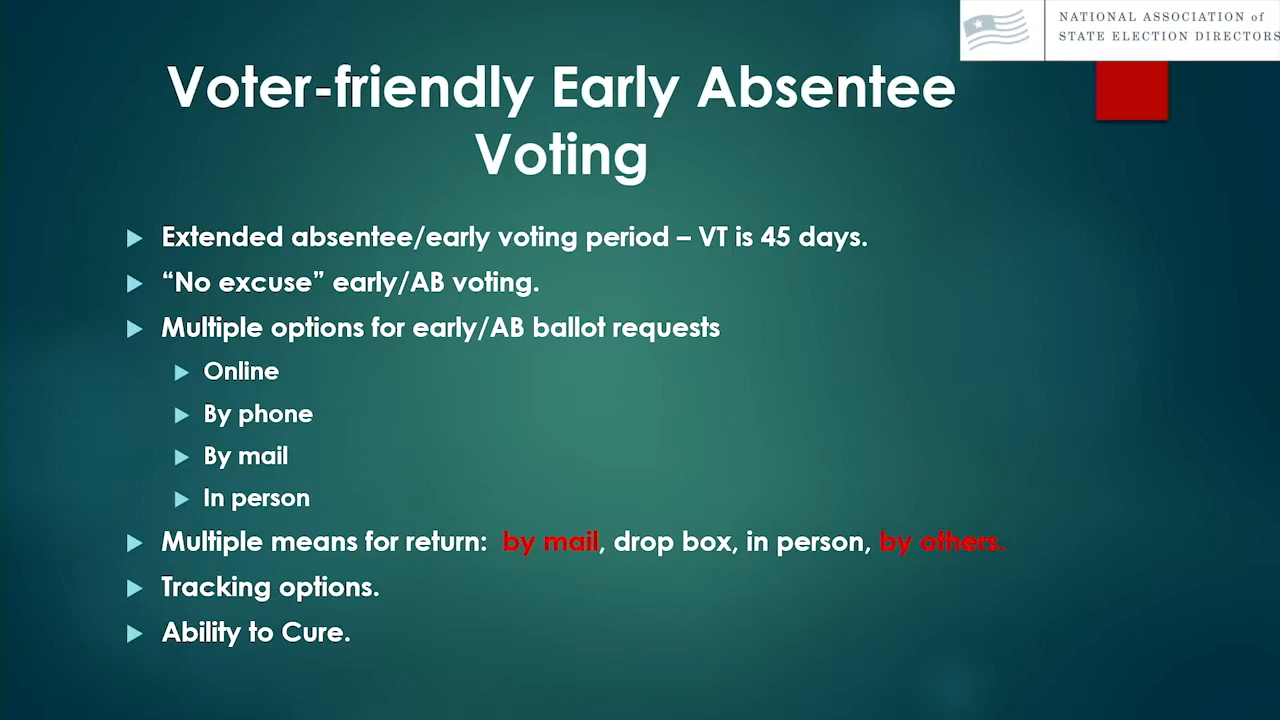 NATIONAL ASSOCIATION of
STATE ELECTION DIRECTORS
Voter-friendly Early Absentee
Voting
Extended absentee/early voting period – VT is 45 days.
“No excuse” early/AB voting.
Multiple options for early/AB ballot requests
Online
By phone
By mail
In person
Multiple means for return: by mail, drop box, in person, by others.
Tracking options.
Ability to Cure.